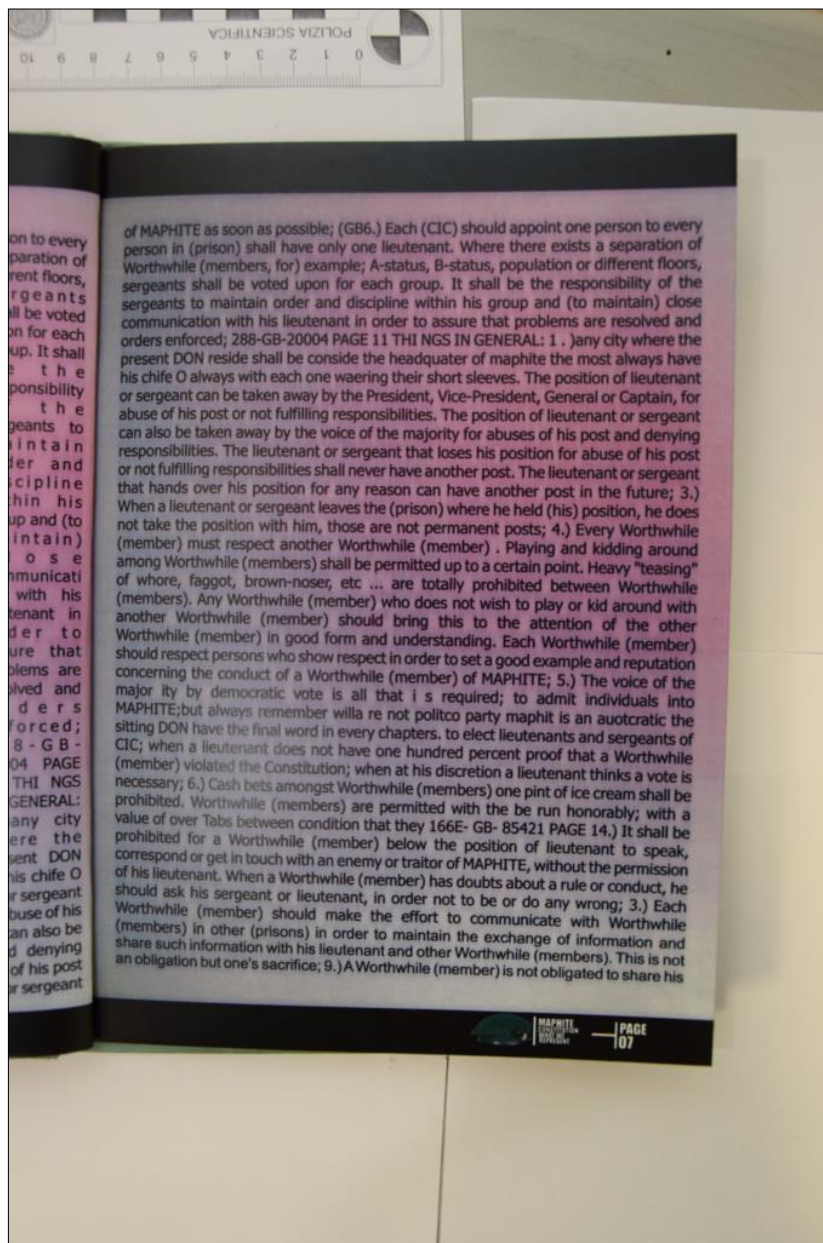 POLIZIA SCIENTIFICA
10 9 8 7 6 5 4 3 2 1 0
on to every
paration of
rent floors,
rgeants
ll be voted
on for each
up. It shall
e the
ponsibility
the
geants to
intain
der and
scipline
hin his
up and (to
intain)
lose
mmunicati
with his
tenant in
der to
ure that
blems are
olved and
ders
forced;
8-GB-
04 PAGE
THI NGS
GENERAL:
any city
ere the
sent DON
his chife O
r sergeant
buse of his
an also be
d denying
of his post
or sergeant
of MAPHITE as soon as possible; (GB6.) Each (CIC) should appoint one person to every
person in (prison) shall have only one lieutenant. Where there exists a separation of
Worthwhile (members, for) example; A-status, B-status, population or different floors,
sergeants shall be voted upon for each group. It shall be the responsibility of the
sergeants to maintain order and discipline within his group and (to maintain) close
communication with his lieutenant in order to assure that problems are resolved and
orders enforced; 288-GB-20004 PAGE 11 THI NGS IN GENERAL: 1 . )any city where the
present DON reside shall be conside the headquater of maphite the most always have
his chife O always with each one waering their short sleeves. The position of lieutenant
or sergeant can be taken away by the President, Vice-President, General or Captain, for
abuse of his post or not fulfilling responsibilities. The position of lieutenant or sergeant
can also be taken away by the voice of the majority for abuses of his post and denying
responsibilities. The lieutenant or sergeant that loses his position for abuse of his post
or not fulfilling responsibilities shall never have another post. The lieutenant or sergeant
that hands over his position for any reason can have another post in the future; 3.)
When a lieutenant or sergeant leaves the (prison) where he held (his) position, he does
not take the position with him, those are not permanent posts; 4.) Every Worthwhile
(member) must respect another Worthwhile (member) . Playing and kidding around
among Worthwhile (members) shall be permitted up to a certain point. Heavy "teasing"
of whore, faggot, brown-noser, etc ... are totally prohibited between Worthwhile
(members). Any Worthwhile (member) who does not wish to play or kid around with
another Worthwhile (member) should bring this to the attention of the other
Worthwhile (member) in good form and understanding. Each Worthwhile (member)
should respect persons who show respect in order to set a good example and reputation
concerning the conduct of a Worthwhile (member) of MAPHITE; 5.) The voice of the
major ity by democratic vote is all that i s required; to admit individuals into
MAPHITE;but always remember willa re not politco party maphit is an auotcratic the
sitting DON have the final word in every chapters. to elect lieutenants and sergeants of
CIC; when a lieutenant does not have one hundred percent proof that a Worthwhile
(member) violated the Constitution; when at his discretion a lieutenant thinks a vote is
necessary; 6.) Cash bets amongst Worthwhile (members) one pint of ice cream shall be
prohibited. Worthwhile (members) are permitted with the be run honorably; with a
value of over Tabs between condition that they 166E- GB- 85421 PAGE 14.) It shall be
prohibited for a Worthwhile (member) below the position of lieutenant to speak,
correspond or get in touch with an enemy or traitor of MAPHITE, without the permission
of his lieutenant. When a Worthwhile (member) has doubts about a rule or conduct, he
should ask his sergeant or lieutenant, in order not to be or do any wrong; 3.) Each
Worthwhile (member) should make the effort to communicate with Worthwhile
(members) in other (prisons) in order to maintain the exchange of information and
share such information with his lieutenant and other Worthwhile (members). This is not
an obligation but one's sacrifice; 9.)A Worthwhile (member) is not obligated to share his
MAPHITE
CONSTITUTION
WHAT WE
REPRESENT
PAGE
07